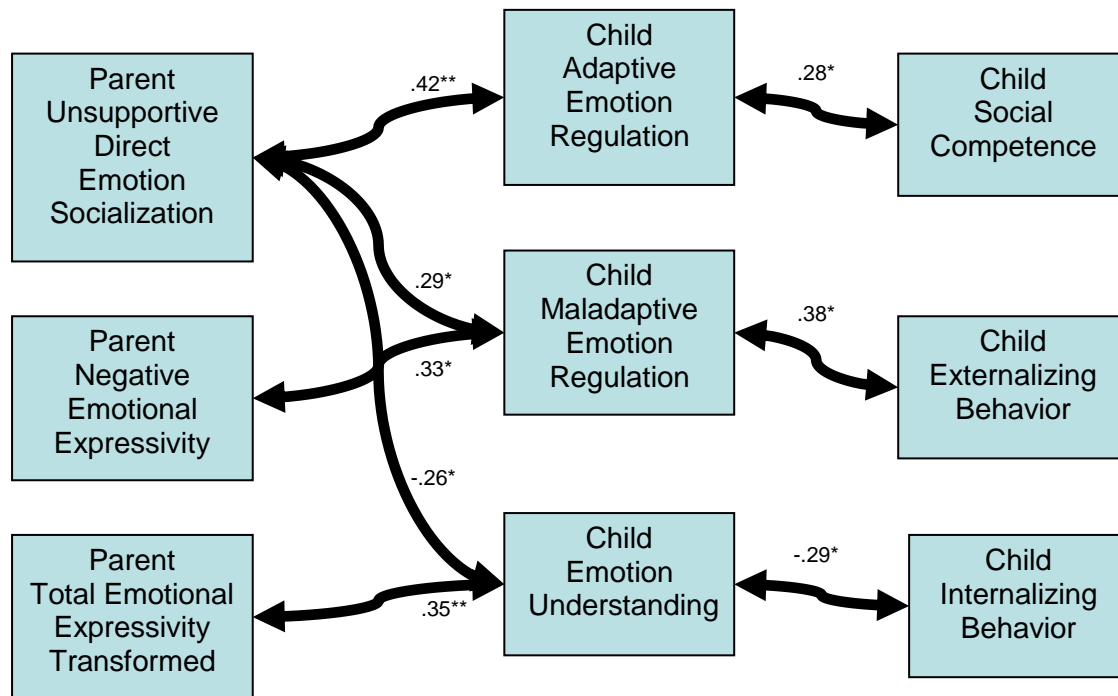 Parent
Unsupportive
Direct
Emotion
Socialization
.42**
Child
Adaptive
Emotion
Regulation
.28*
Child
Social
Competence
.29*
Parent
Negative
Emotional
Expressivity
.33*
Child
Maladaptive
Emotion
Regulation
.38*
Child
Externalizing
Behavior
-.26*
Parent
Total Emotional
Expressivity
Transformed
.35**
Child
Emotion
Understanding
-.29*
Child
Internalizing
Behavior